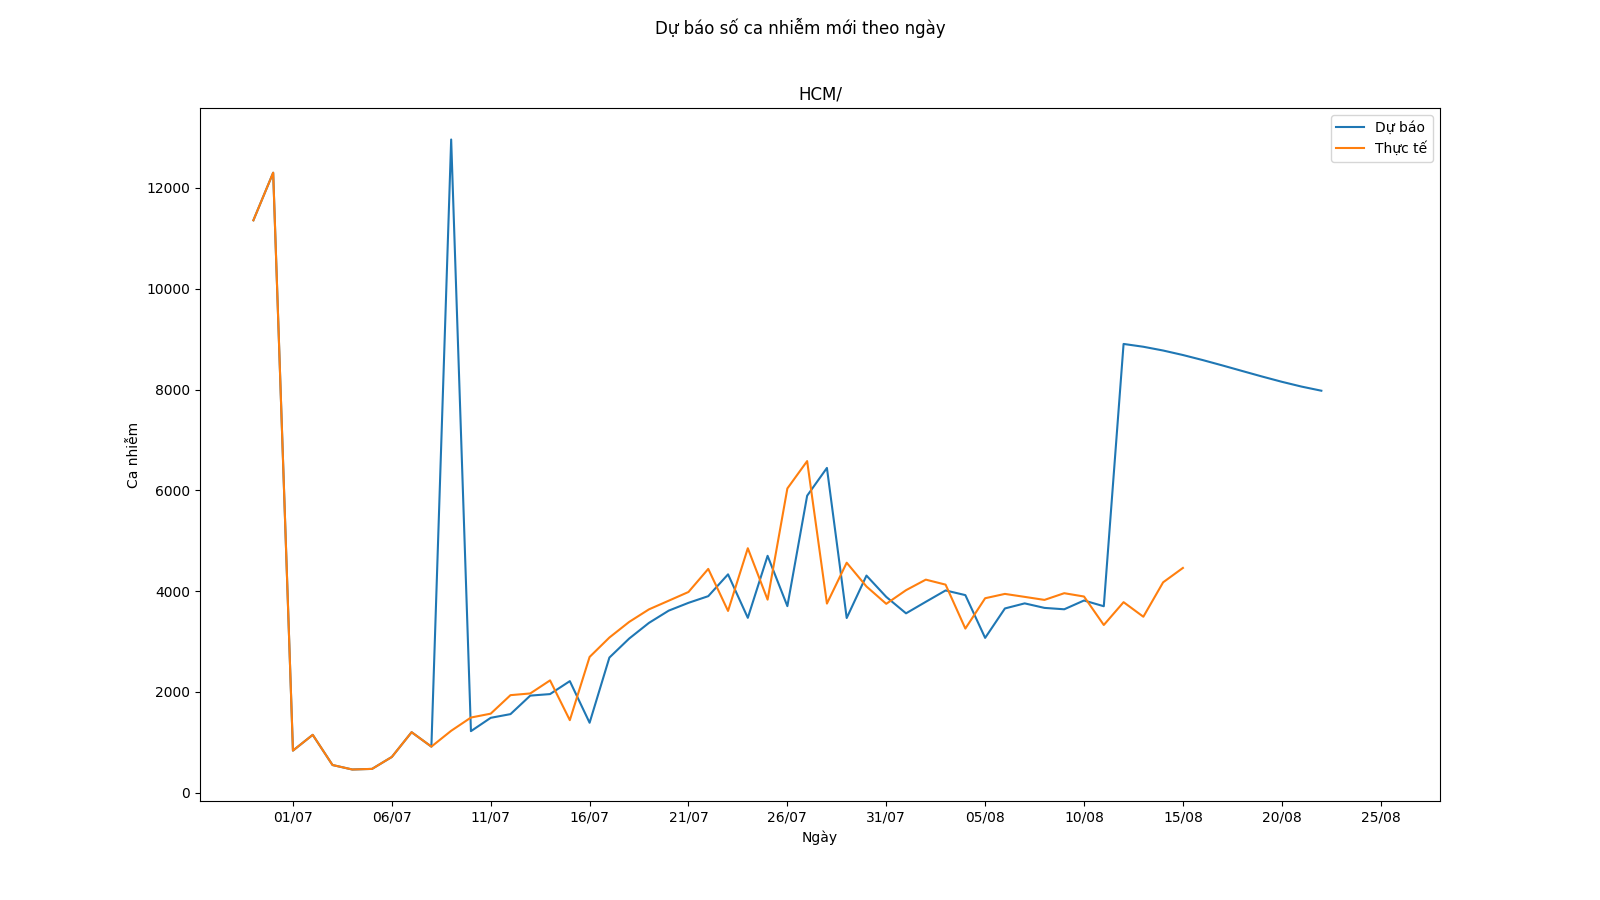 Dự báo số ca nhiễm mới theo ngày
HCM/
Dự báo
Thực tế
Ca nhiễm
12000
10000
8000
6000
4000
2000
0
01/07 06/07 11/07 16/07 21/07 26/07 31/07 05/08 10/08 15/08 20/08 25/08
Ngày